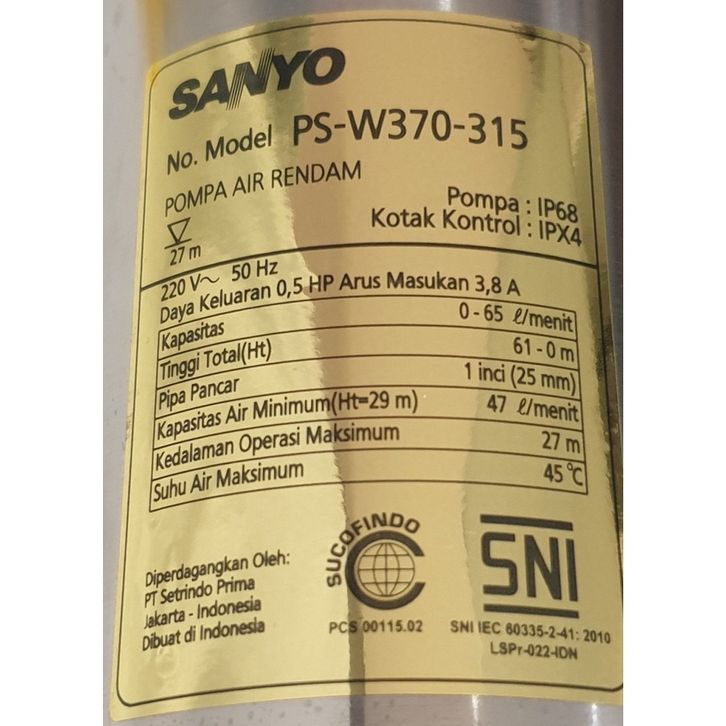 SANYO
No. Model PS-W370-315
POMPA AIR RENDAM
Pompa : IP68
Kotak Kontrol : IPX4
27 m
220 V~ 50 Hz
Daya Keluaran 0,5 HP Arus Masukan 3,8 A
Kapasitas 0 - 65 ℓ/menit
Tinggi Total(Ht) 61 - 0 m
Pipa Pancar 1 inci (25 mm)
Kapasitas Air Minimum(Ht=29 m) 47 ℓ/menit
Kedalaman Operasi Maksimum 27 m
Suhu Air Maksimum 45 °C
Diperdagangkan Oleh:
PT Setrindo Prima
Jakarta - Indonesia
Dibuat di Indonesia
SUCOFINDO
PCS 00115.02
SNI
SNI IEC 60335-2-41: 2010
LSPr-022-IDN